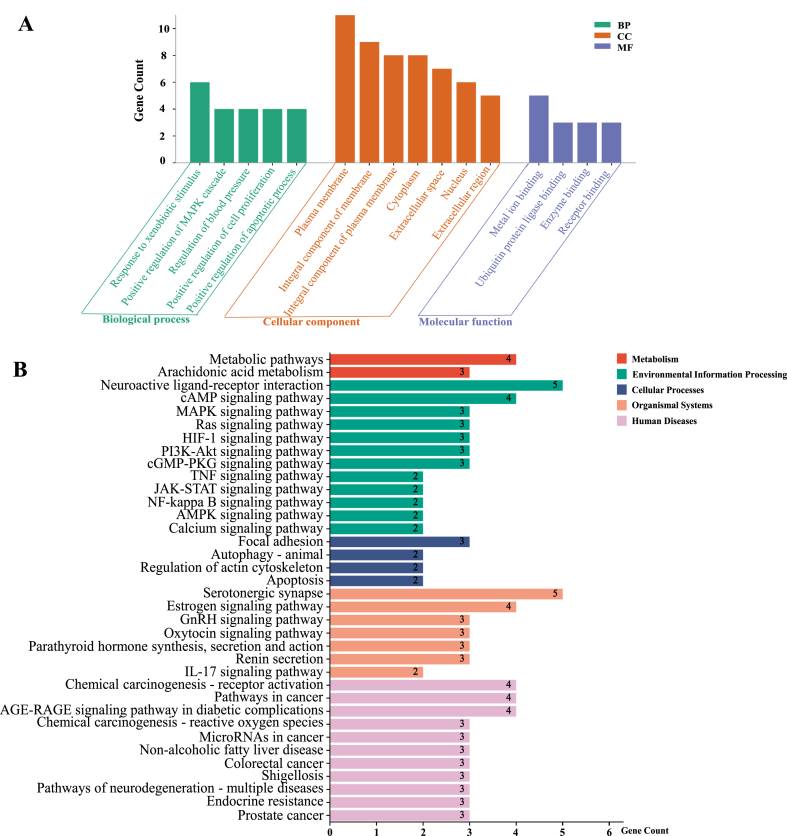 A
BP
CC
MF
Gene Count
10
8
6
4
2
0
Response to xenobiotic stimulus
Positive regulation of MAPK cascade
Regulation of blood pressure
Positive regulation of cell proliferation
Positive regulation of apoptotic process
Plasma membrane
Integral component of membrane
Integral component of plasma membrane
Cytoplasm
Extracellular space
Nucleus
Extracellular region
Metal ion binding
Ubiquitin protein ligase binding
Enzyme binding
Receptor binding
Biological process
Cellular component
Molecular function
B
Metabolic pathways 4
Arachidonic acid metabolism 3
Neuroactive ligand-receptor interaction 5
cAMP signaling pathway 4
MAPK signaling pathway 3
Ras signaling pathway 3
HIF-1 signaling pathway 3
PI3K-Akt signaling pathway 3
cGMP-PKG signaling pathway 3
TNF signaling pathway 2
JAK-STAT signaling pathway 2
NF-kappa B signaling pathway 2
AMPK signaling pathway 2
Calcium signaling pathway 2
Focal adhesion 3
Autophagy - animal 2
Regulation of actin cytoskeleton 2
Apoptosis 2
Serotonergic synapse 5
Estrogen signaling pathway 4
GnRH signaling pathway 3
Oxytocin signaling pathway 3
Parathyroid hormone synthesis, secretion and action 3
Renin secretion 3
IL-17 signaling pathway 2
Chemical carcinogenesis - receptor activation 4
Pathways in cancer 4
AGE-RAGE signaling pathway in diabetic complications 4
Chemical carcinogenesis - reactive oxygen species 3
MicroRNAs in cancer 3
Non-alcoholic fatty liver disease 3
Colorectal cancer 3
Shigellosis 3
Pathways of neurodegeneration - multiple diseases 3
Endocrine resistance 3
Prostate cancer 3
0 1 2 3 4 5 6 Gene Count
Metabolism
Environmental Information Processing
Cellular Processes
Organismal Systems
Human Diseases